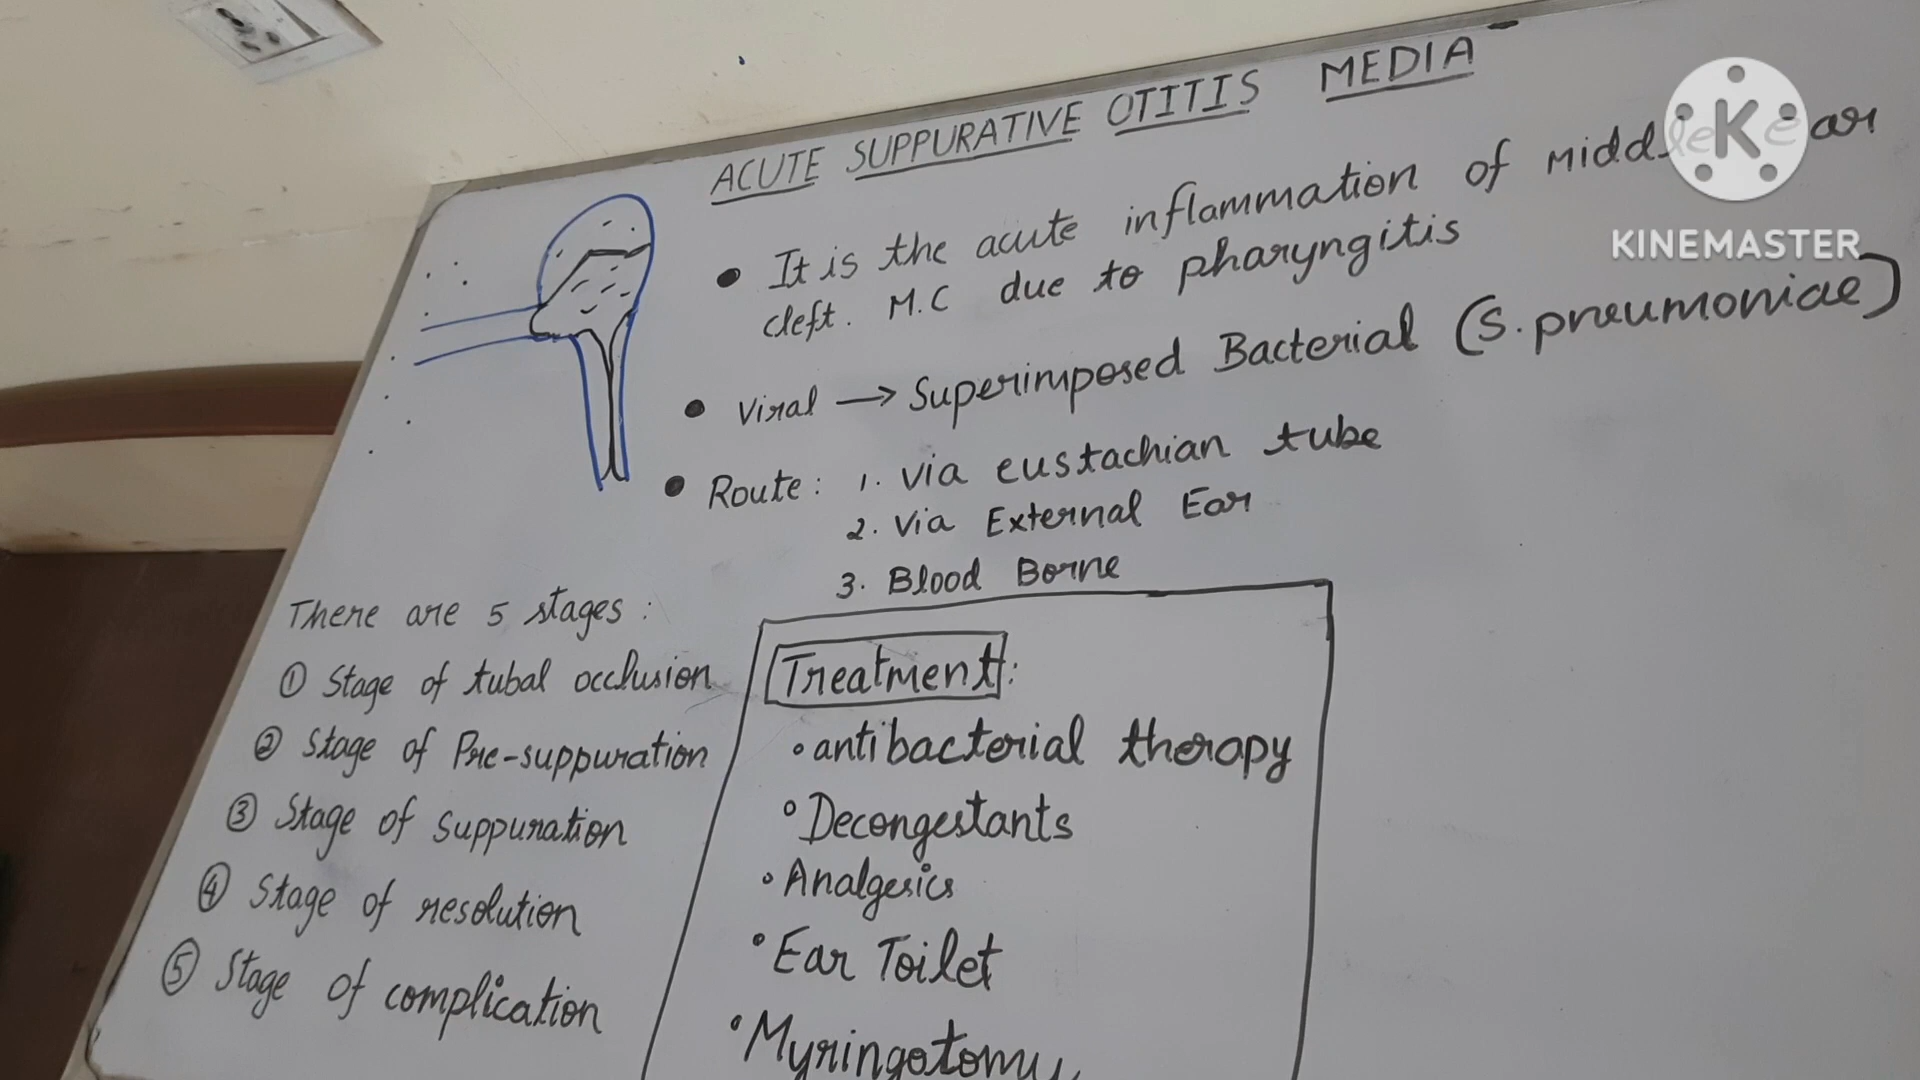 ACUTE SUPPURATIVE OTITIS MEDIA
• It is the acute inflammation of Middle ear
cleft. M.C due to pharyngitis
• Viral → Superimposed Bacterial (S. pneumoniae)
• Route: 1. via eustachian tube
2. via External Ear
3. Blood Borne
There are 5 stages:
① Stage of tubal occlusion
② Stage of Pre-suppuration
③ Stage of suppuration
④ Stage of resolution
⑤ Stage of complication
Treatment:
• antibacterial therapy
• Decongestants
• Analgesics
• Ear Toilet
• Myringotomy
K
KINEMASTER